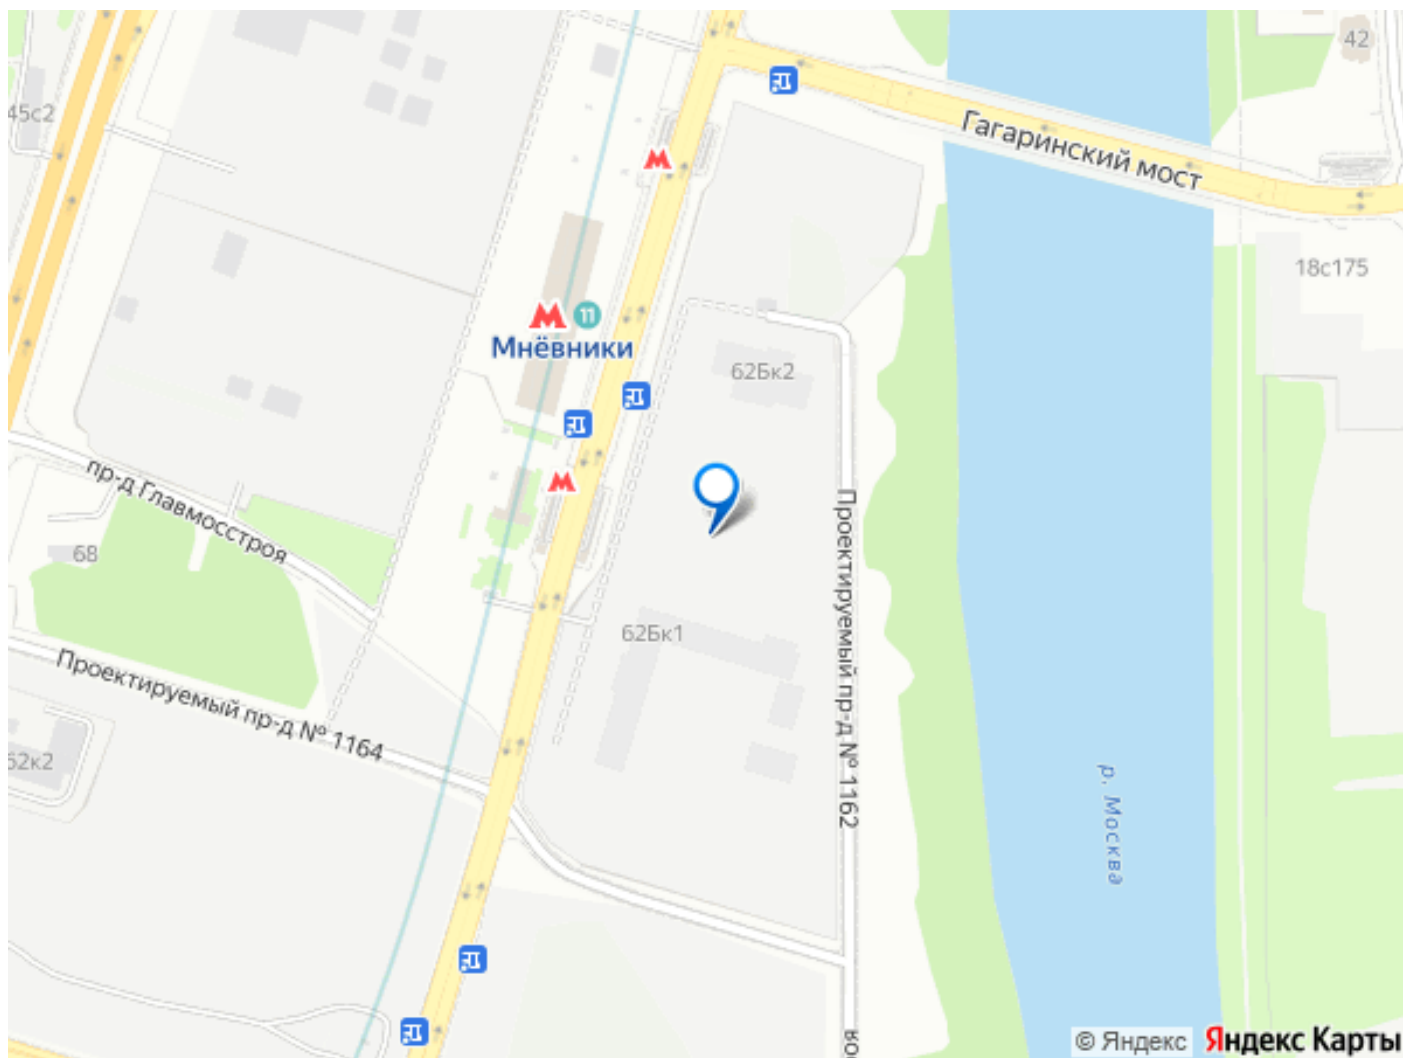 42
45с2
Гагаринский мост
18с175
11
Мнёвники
62Бк2
пр-д Главмосстроя
68
Проектируемый пр-д № 1162
62Бк1
Проектируемый пр-д № 1164
52к2
р. Москва
© Яндекс
Яндекс Карты